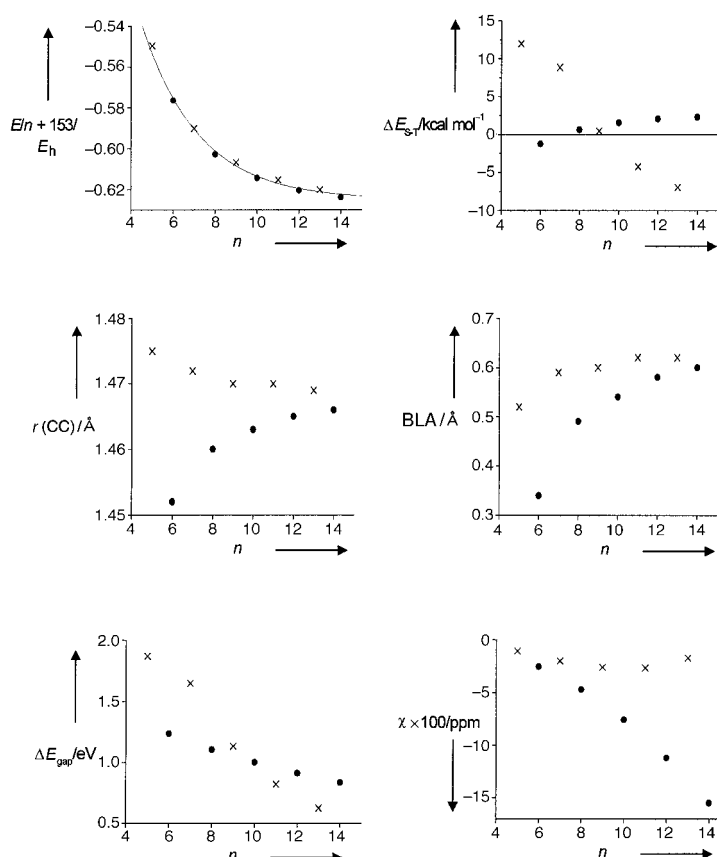 −0.54
−0.56
−0.58
−0.60
−0.62
E/n + 153/
E_h
4 6 8 10 12 14
n
15
10
5
0
−5
−10
ΔE_S-T/kcal mol⁻¹
4 6 8 10 12 14
n
1.48
1.47
1.46
1.45
r (CC) / Å
4 6 8 10 12 14
n
0.7
0.6
0.5
0.4
0.3
BLA / Å
4 6 8 10 12 14
n
2.0
1.5
1.0
0.5
ΔE_gap/eV
4 6 8 10 12 14
n
0
−5
−10
−15
χ × 100/ppm
4 6 8 10 12 14
n